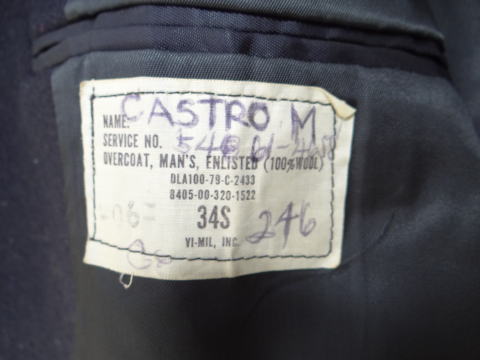 NAME: CASTRO M
SERVICE NO.
OVERCOAT, MAN'S, ENLISTED (100% WOOL)
DLA100-79-C-2433
8405-00-320-1522
34S
246
VI-MIL, INC.